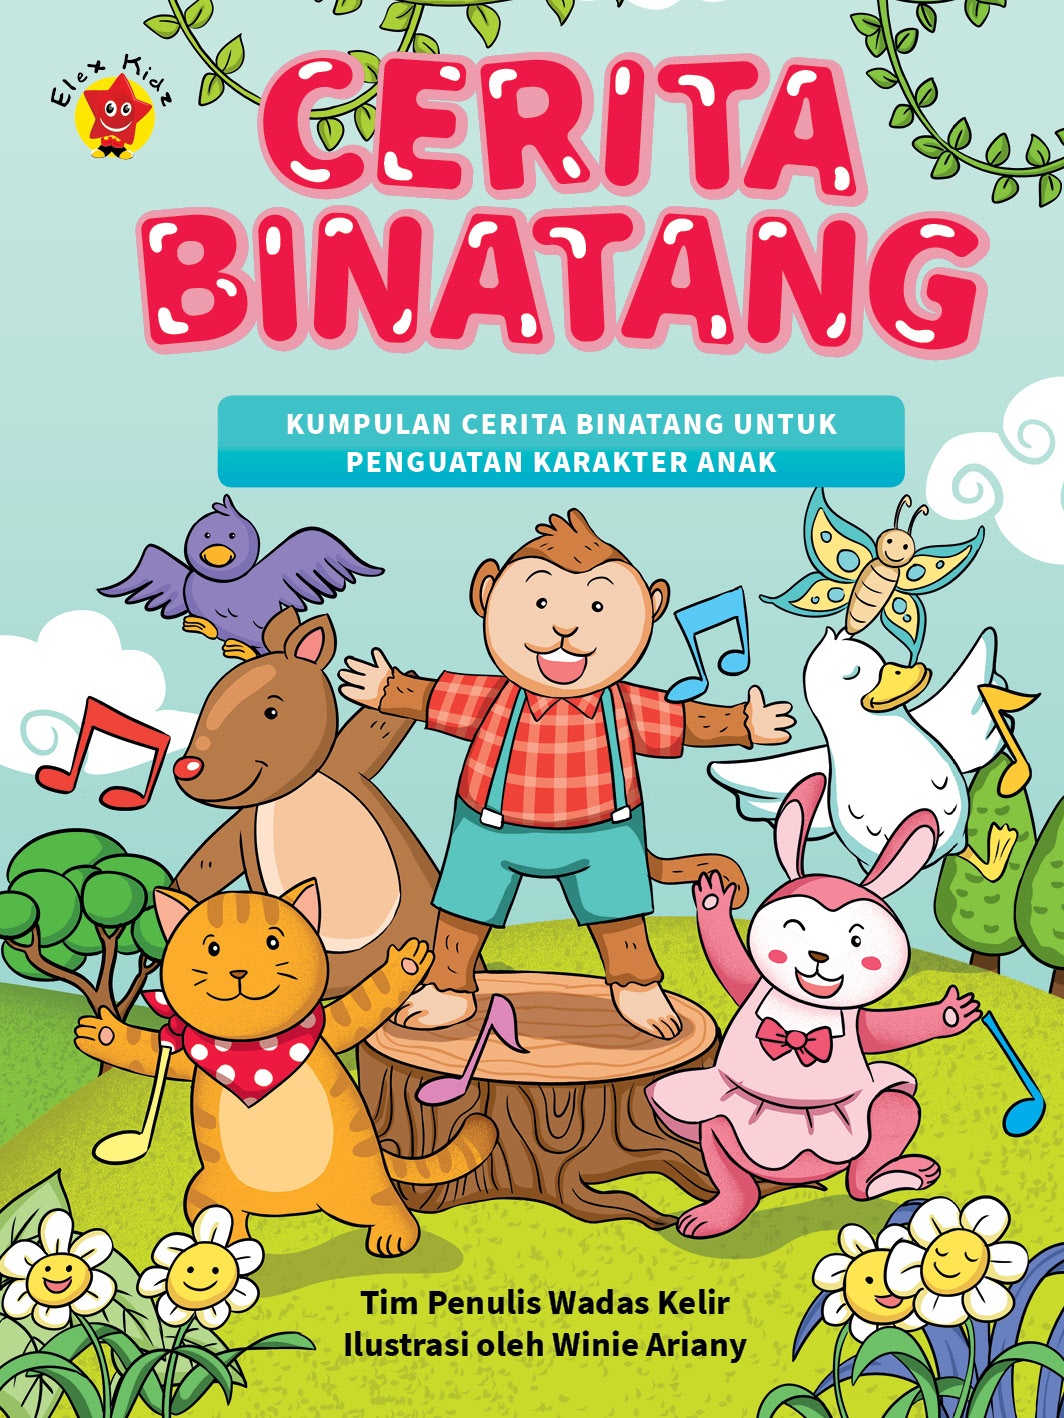 Elex Kidz
CERITA
BINATANG
KUMPULAN CERITA BINATANG UNTUK
PENGUATAN KARAKTER ANAK
Tim Penulis Wadas Kelir
Ilustrasi oleh Winie Ariany